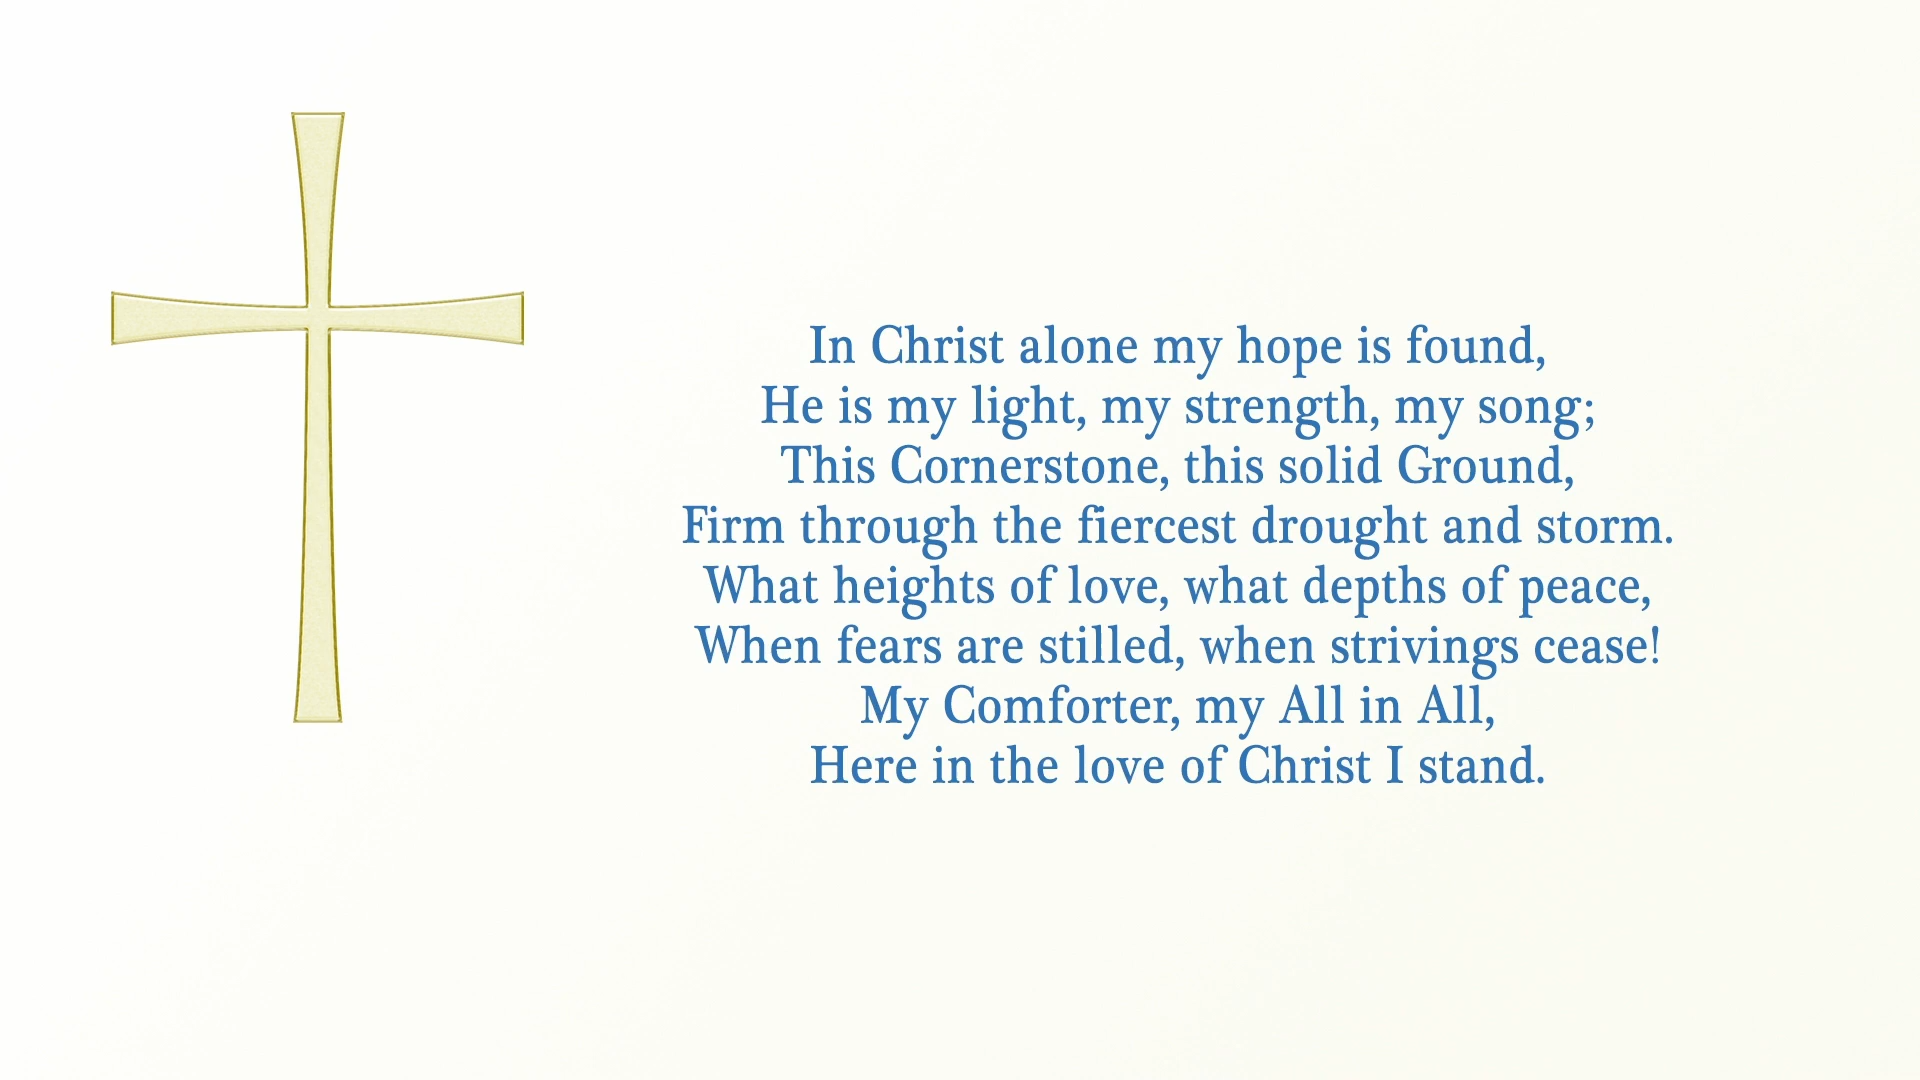 In Christ alone my hope is found,
He is my light, my strength, my song;
This Cornerstone, this solid Ground,
Firm through the fiercest drought and storm.
What heights of love, what depths of peace,
When fears are stilled, when strivings cease!
My Comforter, my All in All,
Here in the love of Christ I stand.